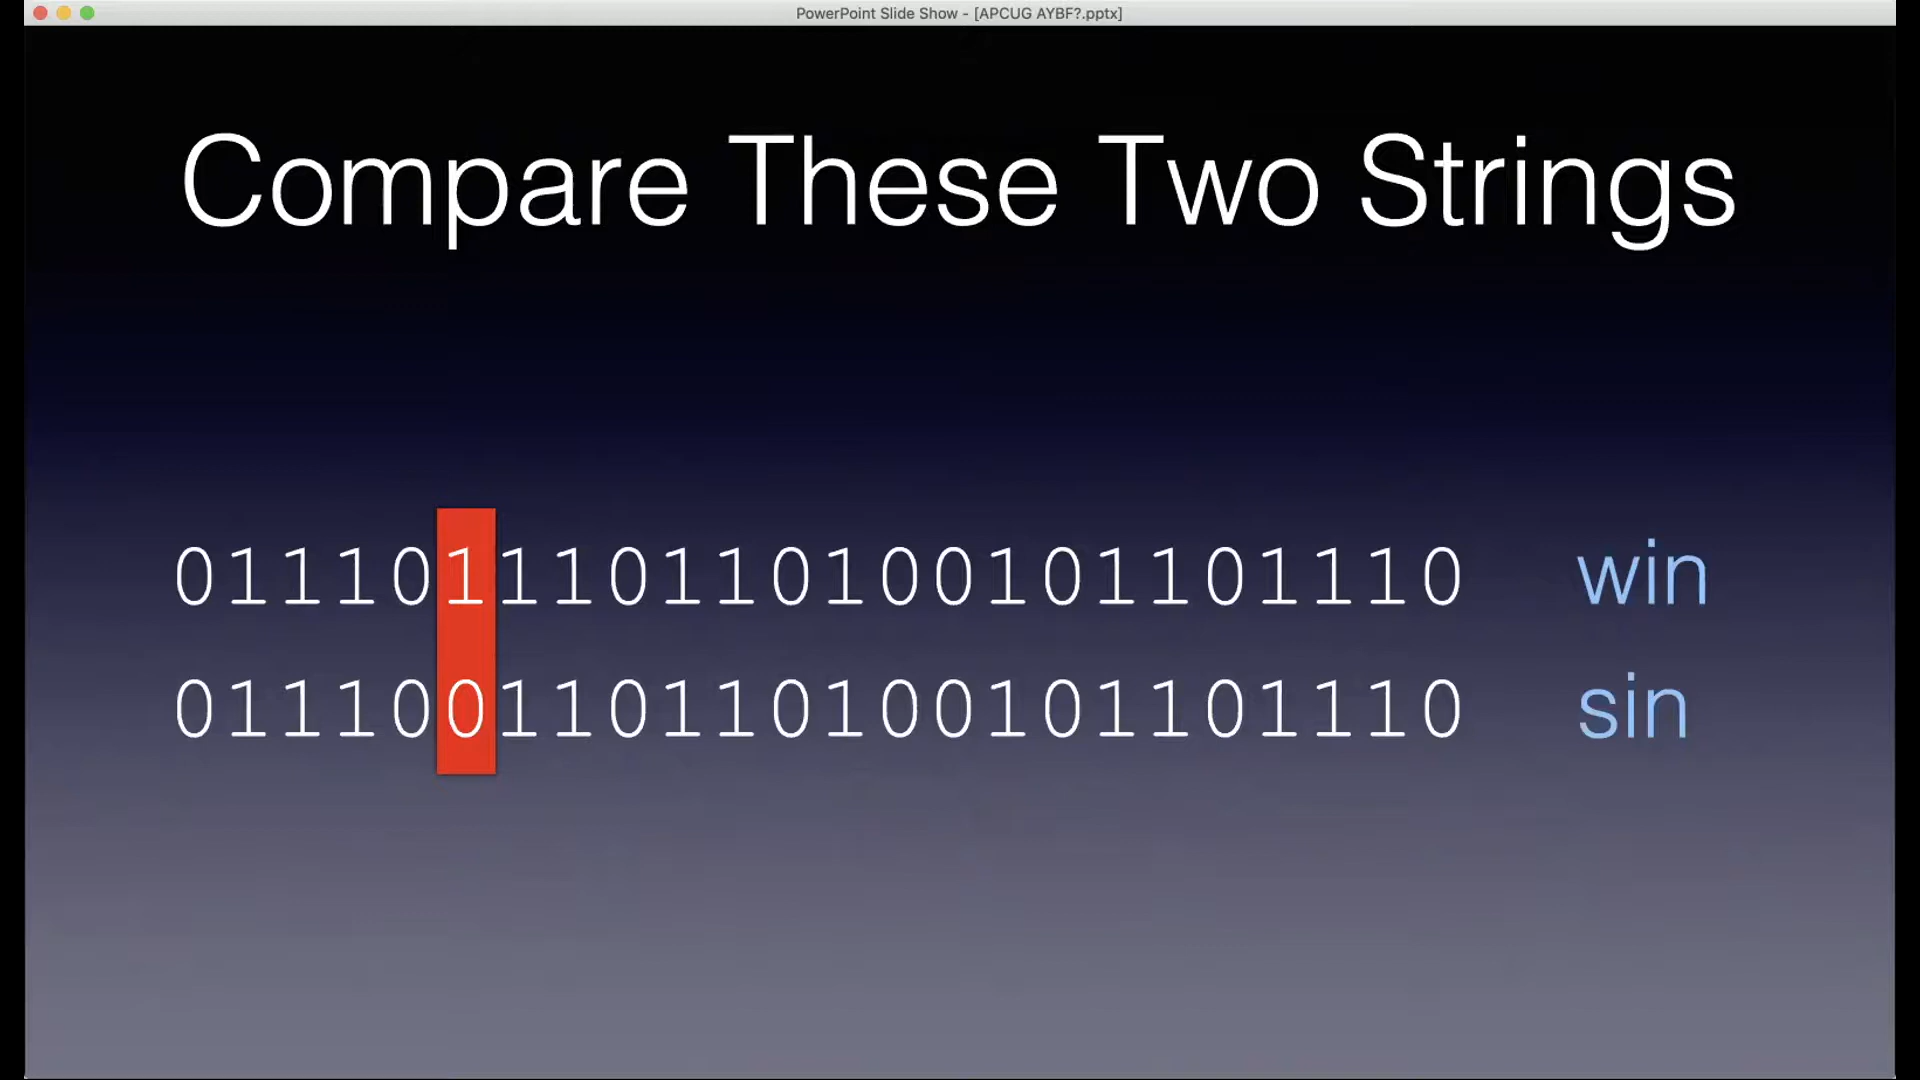 PowerPoint Slide Show - [APCUG AYBF?.pptx]
Compare These Two Strings
011101110110100101101110 win
011100110110100101101110 sin